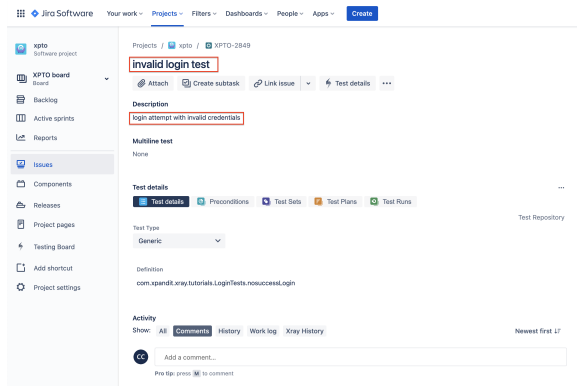 Jira Software Your work Projects Filters Dashboards People Apps Create
xpto
Software project
XPTO board
Board
Backlog
Active sprints
Reports
Issues
Components
Releases
Project pages
Testing Board
Add shortcut
Project settings
Projects / xpto / XPTO-2849
invalid login test
Attach Create subtask Link issue Test details
Description
login attempt with invalid credentials
Multiline test
None
Test details
Test details Preconditions Test Sets Test Plans Test Runs
Test Repository
Test Type
Generic
Definition
com.xpandit.xray.tutorials.LoginTests.nosuccessLogin
Activity
Show: All Comments History Work log Xray History Newest first
CC Add a comment...
Pro tip: press M to comment